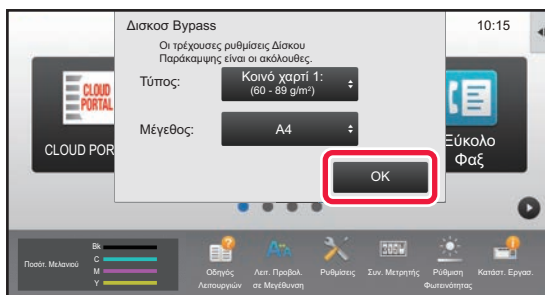 Δισκοσ Bypass
10:15
Οι τρέχουσες ρυθμίσεις Δίσκου
Παράκαμψης είναι οι ακόλουθες.
Τύπος:
Κοινό χαρτί 1:
(60 - 89 g/m²)
Μέγεθος:
A4
OK
CLOUD
PORTAL
CLOUD POR
Εύκολο
Φαξ
Ποσότ. Μελανιού
Bk
C
M
Y
Οδηγός
Λειτουργιών
Λειτ. Προβολ.
σε Μεγέθυνση
Ρυθμίσεις
Συν. Μετρητής
Ρύθμιση
Φωτεινότητας
Κατάστ. Εργασ.